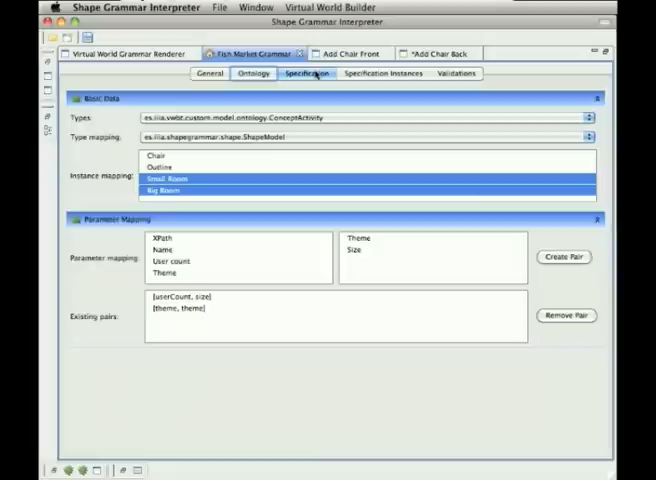 Shape Grammar Interpreter File Window Virtual World Builder
Shape Grammar Interpreter
Virtual World Grammar Renderer Fish Market Grammar Add Chair Front *Add Chair Back
General Ontology Specification Specification Instances Validations
Basic Data
Types: es.iiia.vwbt.custom.model.ontology.ConceptActivity
Type mapping: es.iiia.shapegrammar.shape.ShapeModel
Chair
Outline
Instance mapping: Small Room
Big Room
Parameter Mapping
XPath Theme
Name Size
Parameter mapping: User count Create Pair
Theme
[userCount, size]
[theme, theme]
Existing pairs: Remove Pair